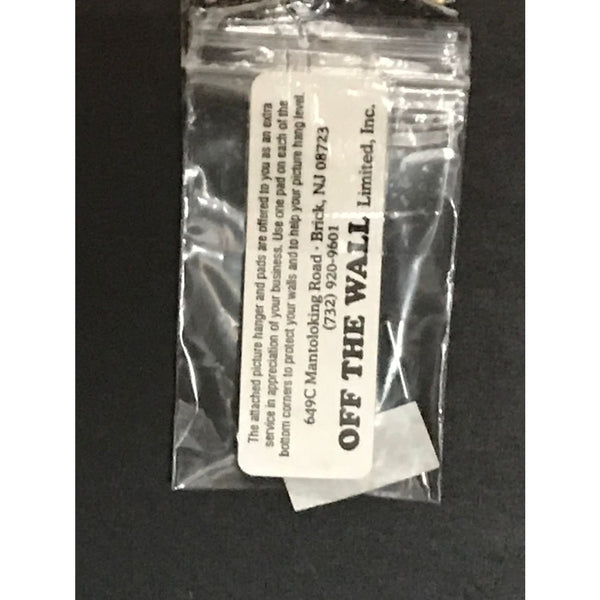 The attached picture hanger and pads are offered to you as an extra
service in appreciation of your business. Use one pad on each of the
bottom corners to protect your walls and to help your picture hang level.
649C Mantoloking Road · Brick, NJ 08723
(732) 920-9601
OFF THE WALL Limited, Inc.